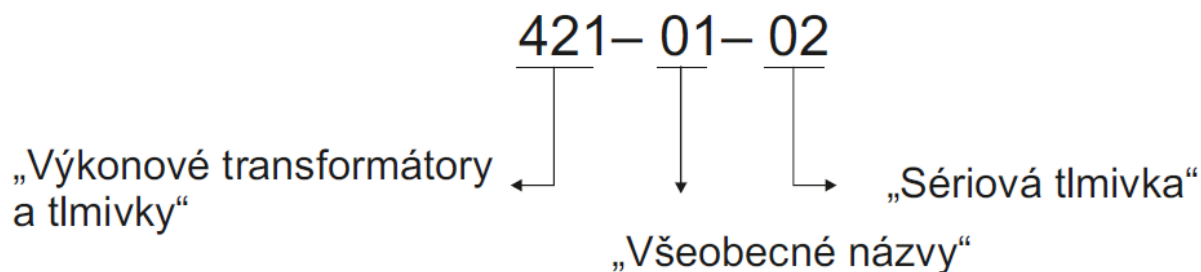 421– 01– 02
„Výkonové transformátory
a tlmivky“
„Sériová tlmivka“
„Všeobecné názvy“